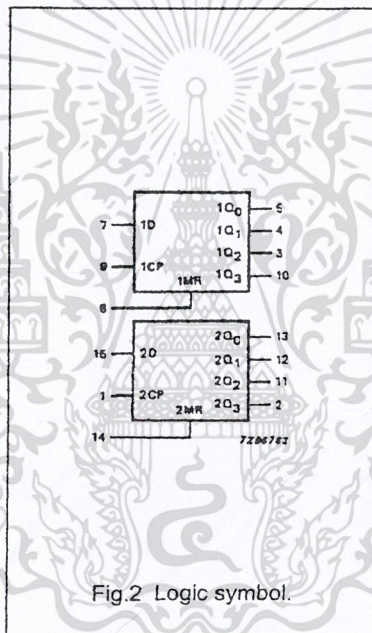 7 1D 1Q0 5
1Q1 4
1Q2 3
9 1CP 1Q3 10
1MR
6
15 2D 2Q0 13
2Q1 12
2Q2 11
1 2CP 2Q3 2
2MR
14
7Z86763
Fig.2 Logic symbol.